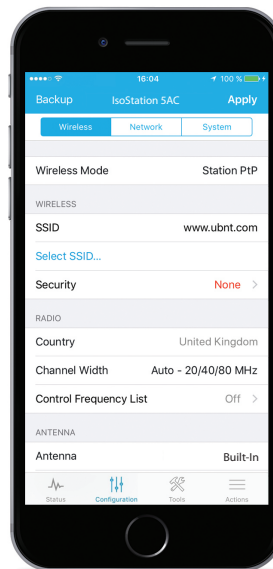 16:04 100 %
Backup IsoStation 5AC Apply
Wireless Network System
Wireless Mode Station PtP
WIRELESS
SSID www.ubnt.com
Select SSID...
Security None >
RADIO
Country United Kingdom
Channel Width Auto - 20/40/80 MHz
Control Frequency List Off >
ANTENNA
Antenna Built-In
Status Configuration Tools Actions